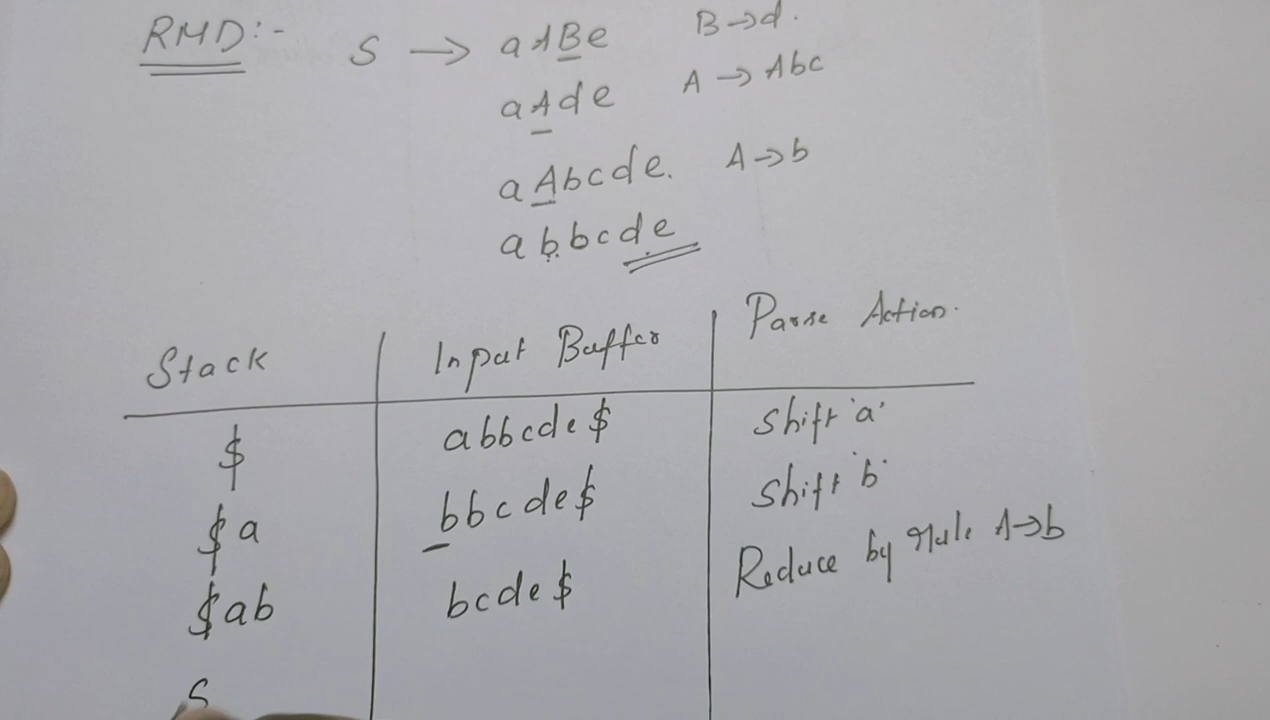 RMD:- S → aABe B→d.
aAde A → Abc
aAbcde. A→b
abbcde
Stack Input Buffer Parse Action.
$ abbcde$ Shift 'a'
$a bbcde$ Shift 'b'
$ab bcde$ Reduce by rule A→b